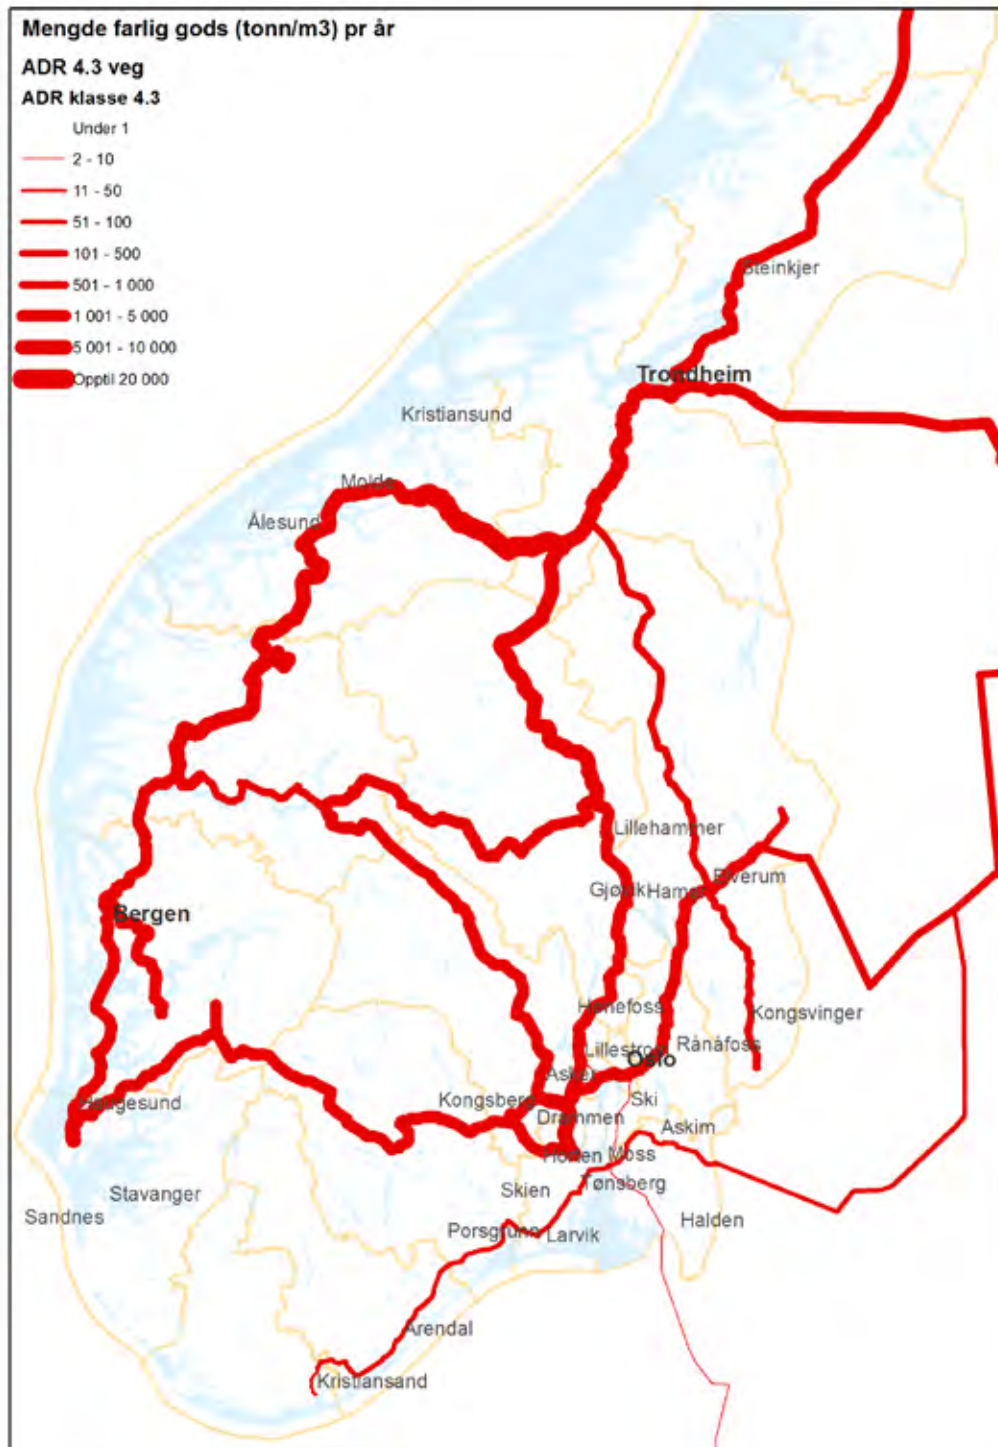 Mengde farlig gods (tonn/m3) pr år
ADR 4.3 veg
ADR klasse 4.3
Under 1
2 - 10
11 - 50
51 - 100
101 - 500
501 - 1 000
1 001 - 5 000
5 001 - 10 000
Opptil 20 000
Steinkjer
Trondheim
Kristiansund
Molde
Ålesund
Lillehammer
Elverum
Gjøvik
Hamar
Bergen
Hønefoss
Kongsvinger
Lillestrøm
Rånåfoss
Oslo
Asker
Kongsberg
Ski
Haugesund
Drammen
Askim
Horten
Moss
Skien
Tønsberg
Stavanger
Sandnes
Halden
Porsgrunn
Larvik
Arendal
Kristiansand